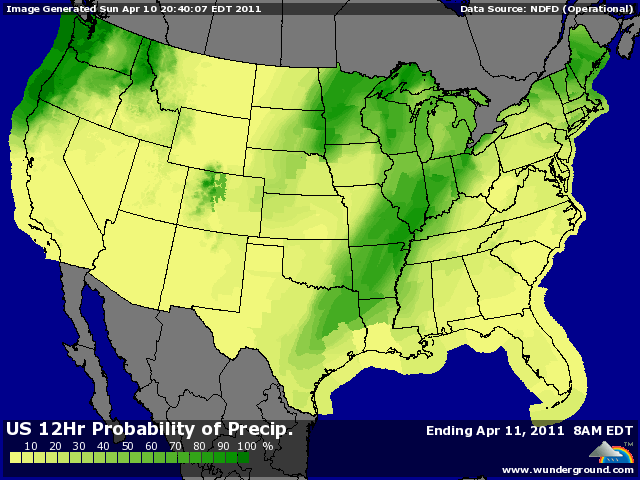 Image Generated Sun Apr 10 20:40:07 EDT 2011 Data Source: NDFD (Operational)
US 12Hr Probability of Precip. Ending Apr 11, 2011 8AM EDT
10 20 30 40 50 60 70 80 90 100 %
TM
www.wunderground.com